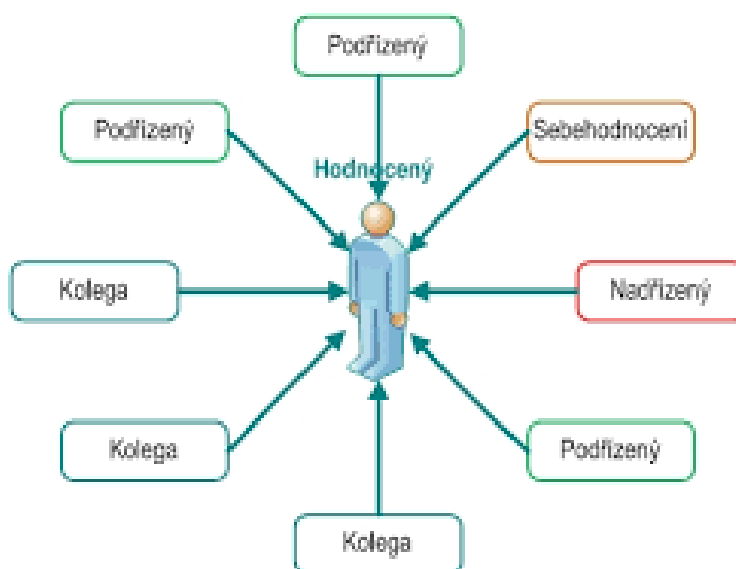 Podřízený
Podřízený
Sebehodnocení
Hodnocený
Kolega
Nadřízený
Kolega
Podřízený
Kolega